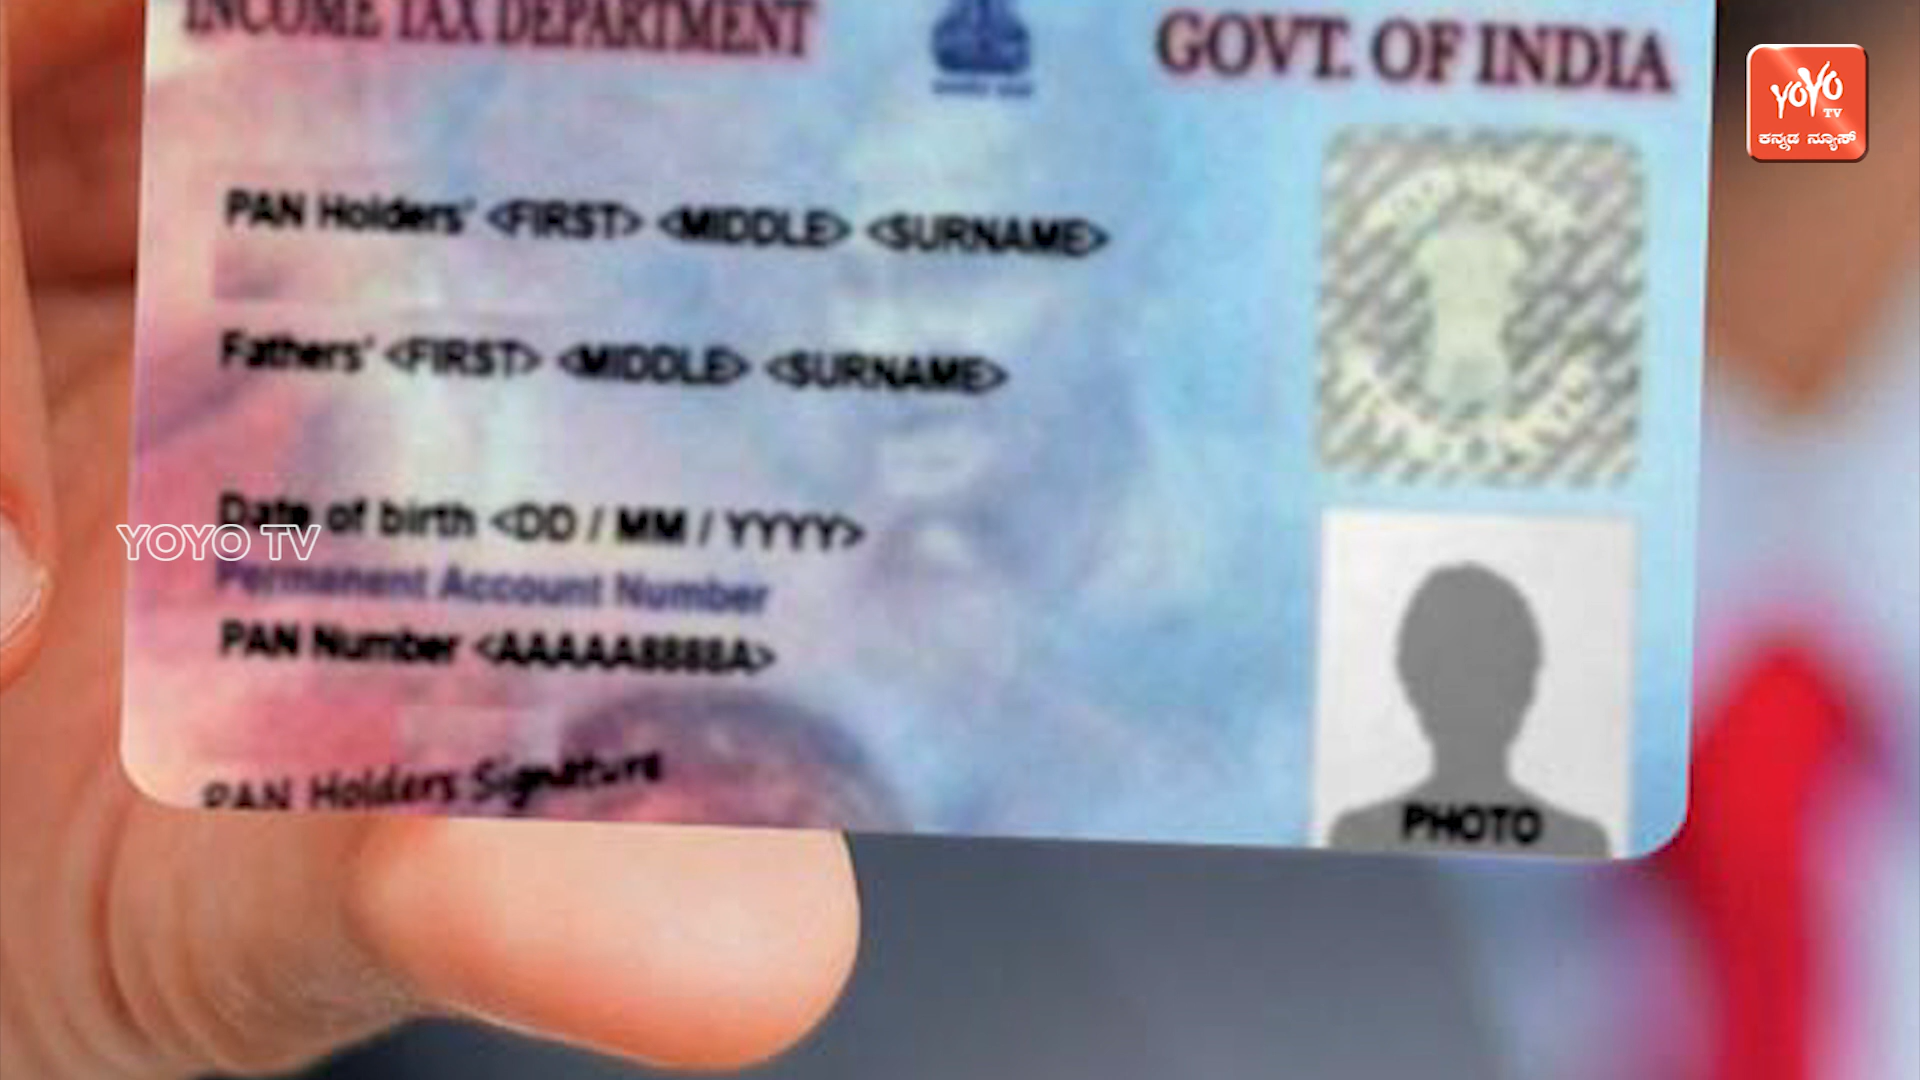 INCOME TAX DEPARTMENT
GOVT. OF INDIA
YOYO
TV
ಕನ್ನಡ ನ್ಯೂಸ್
PAN Holders' <FIRST> <MIDDLE> <SURNAME>
Fathers' <FIRST> <MIDDLE> <SURNAME>
Date of birth <DD / MM / YYYY>
YOYO TV
Permanent Account Number
PAN Number <AAAAA8888A>
PAN Holders Signature
PHOTO